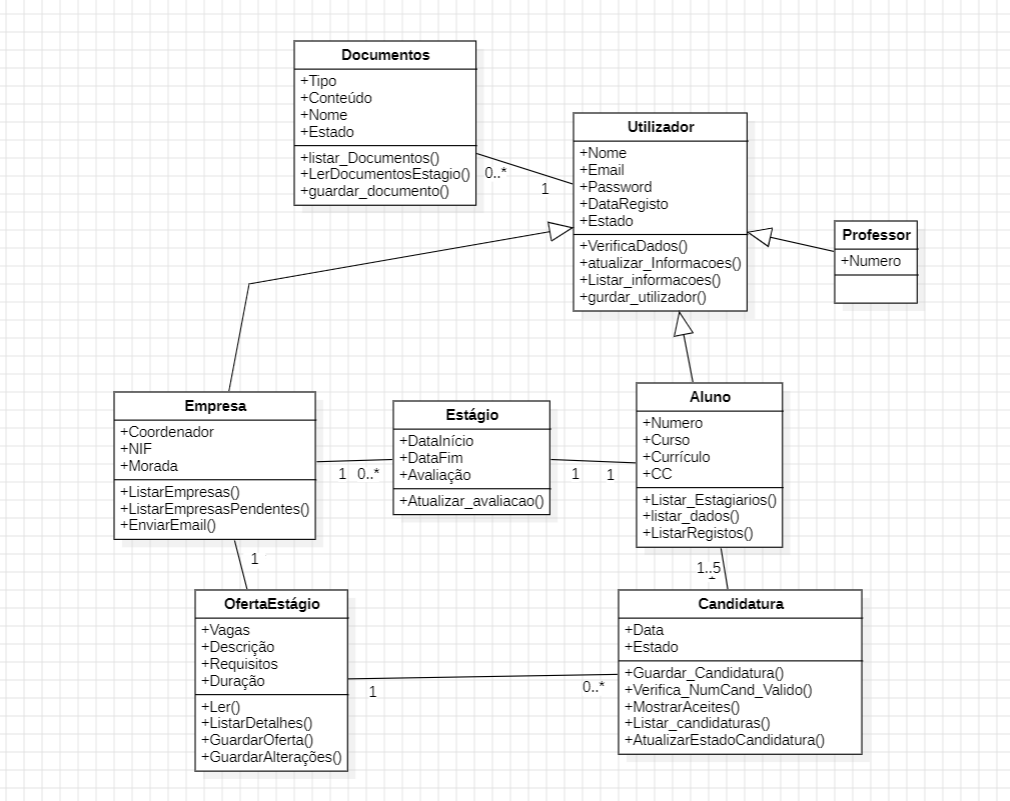 Documentos
+Tipo
+Conteúdo
+Nome
+Estado
+listar_Documentos()
+LerDocumentosEstagio()
+guardar_documento()
0..*
1
Utilizador
+Nome
+Email
+Password
+DataRegisto
+Estado
+VerificaDados()
+atualizar_Informacoes()
+Listar_informacoes()
+gurdar_utilizador()
Professor
+Numero
Empresa
+Coordenador
+NIF
+Morada
+ListarEmpresas()
+ListarEmpresasPendentes()
+EnviarEmail()
1
0..*
Estágio
+DataInício
+DataFim
+Avaliação
+Atualizar_avaliacao()
1
1
Aluno
+Numero
+Curso
+Currículo
+CC
+Listar_Estagiarios()
+listar_dados()
+ListarRegistos()
1
1..5
OfertaEstágio
+Vagas
+Descrição
+Requisitos
+Duração
+Ler()
+ListarDetalhes()
+GuardarOferta()
+GuardarAlterações()
1
0..*
Candidatura
+Data
+Estado
+Guardar_Candidatura()
+Verifica_NumCand_Valido()
+MostrarAceites()
+Listar_candidaturas()
+AtualizarEstadoCandidatura()